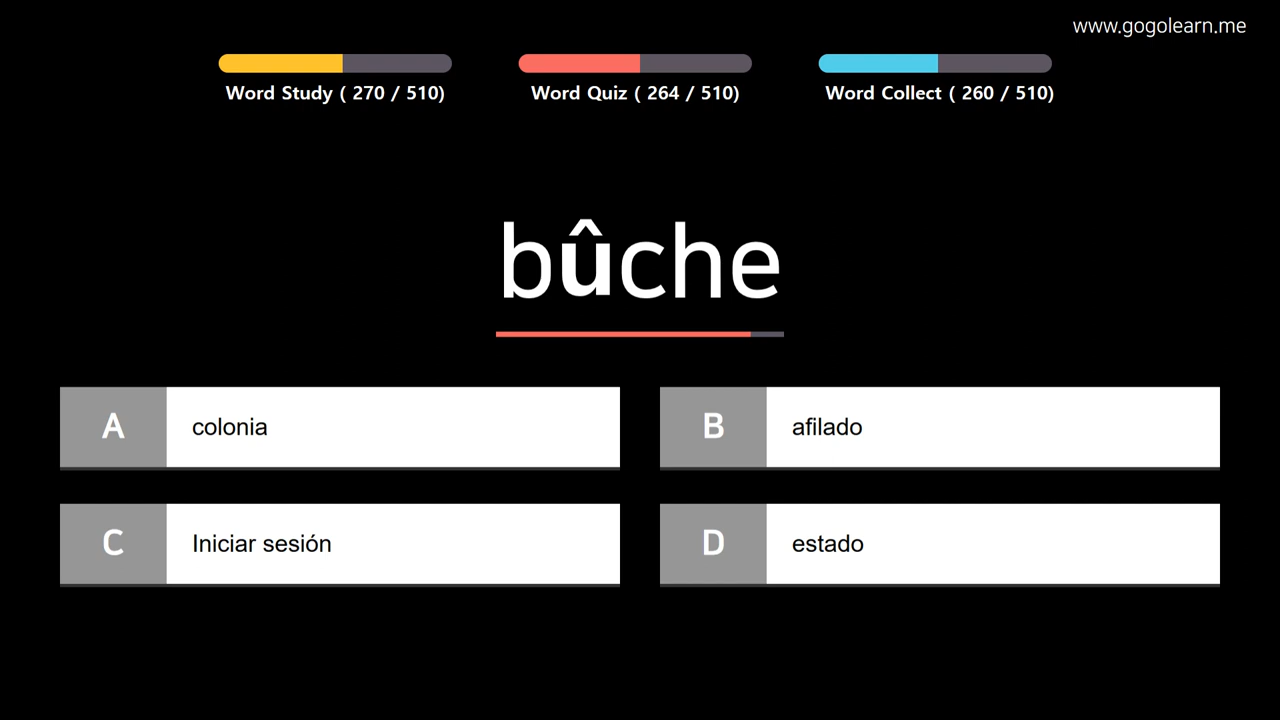 www.gogolearn.me
Word Study ( 270 / 510)
Word Quiz ( 264 / 510)
Word Collect ( 260 / 510)
bûche
A colonia
B afilado
C Iniciar sesión
D estado